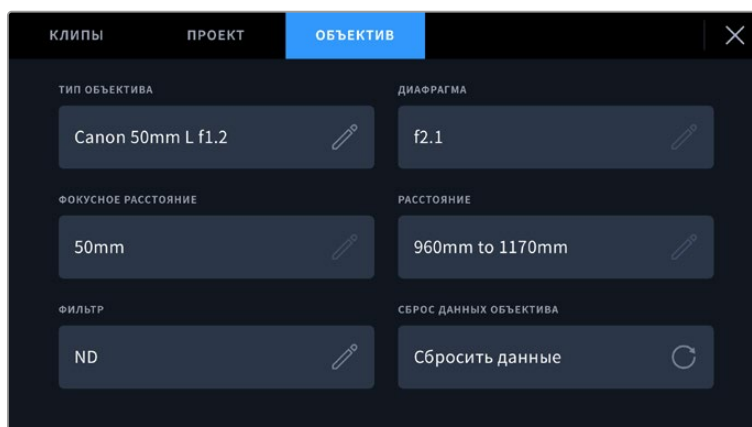 КЛИПЫ ПРОЕКТ ОБЪЕКТИВ
ТИП ОБЪЕКТИВА ДИАФРАГМА
Canon 50mm L f1.2 f2.1
ФОКУСНОЕ РАССТОЯНИЕ РАССТОЯНИЕ
50mm 960mm to 1170mm
ФИЛЬТР СБРОС ДАННЫХ ОБЪЕКТИВА
ND Сбросить данные